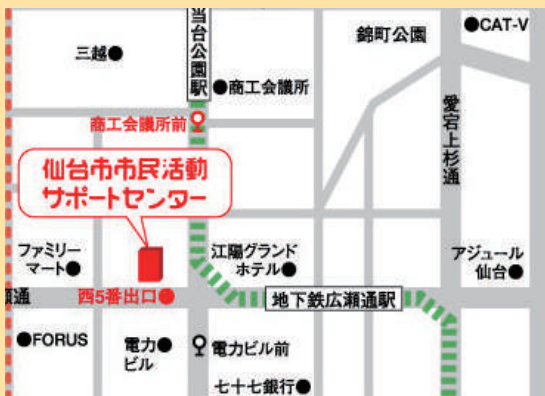 当台公園駅
錦町公園
●CAT-V
三越●
●商工会議所
商工会議所前
愛宕上杉通
仙台市市民活動
サポートセンター
ファミリー
マート●
江陽グランド
ホテル●
アジュール
仙台●
瀬通
西5番出口●
地下鉄広瀬通駅
●FORUS
電力●
ビル
電力ビル前
七十七銀行●